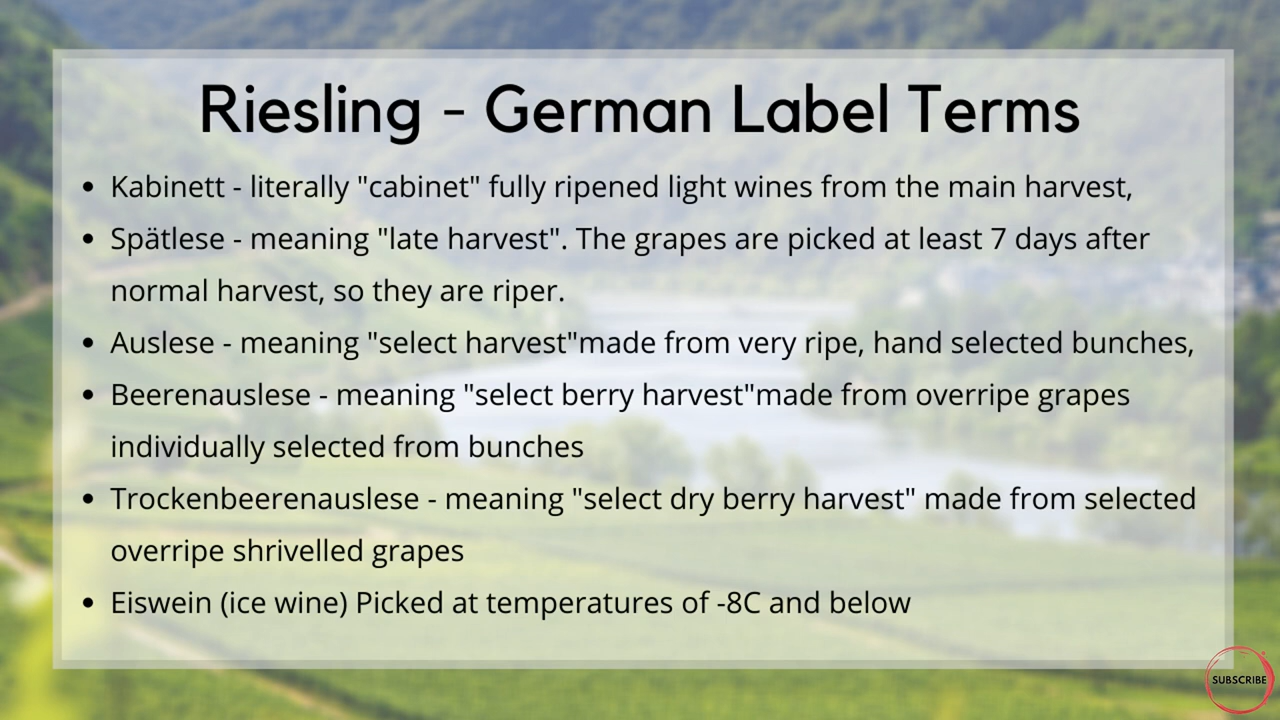 Riesling - German Label Terms
• Kabinett - literally "cabinet" fully ripened light wines from the main harvest,
• Spätlese - meaning "late harvest". The grapes are picked at least 7 days after
normal harvest, so they are riper.
• Auslese - meaning "select harvest"made from very ripe, hand selected bunches,
• Beerenauslese - meaning "select berry harvest"made from overripe grapes
individually selected from bunches
• Trockenbeerenauslese - meaning "select dry berry harvest" made from selected
overripe shrivelled grapes
• Eiswein (ice wine) Picked at temperatures of -8C and below
SUBSCRIBE